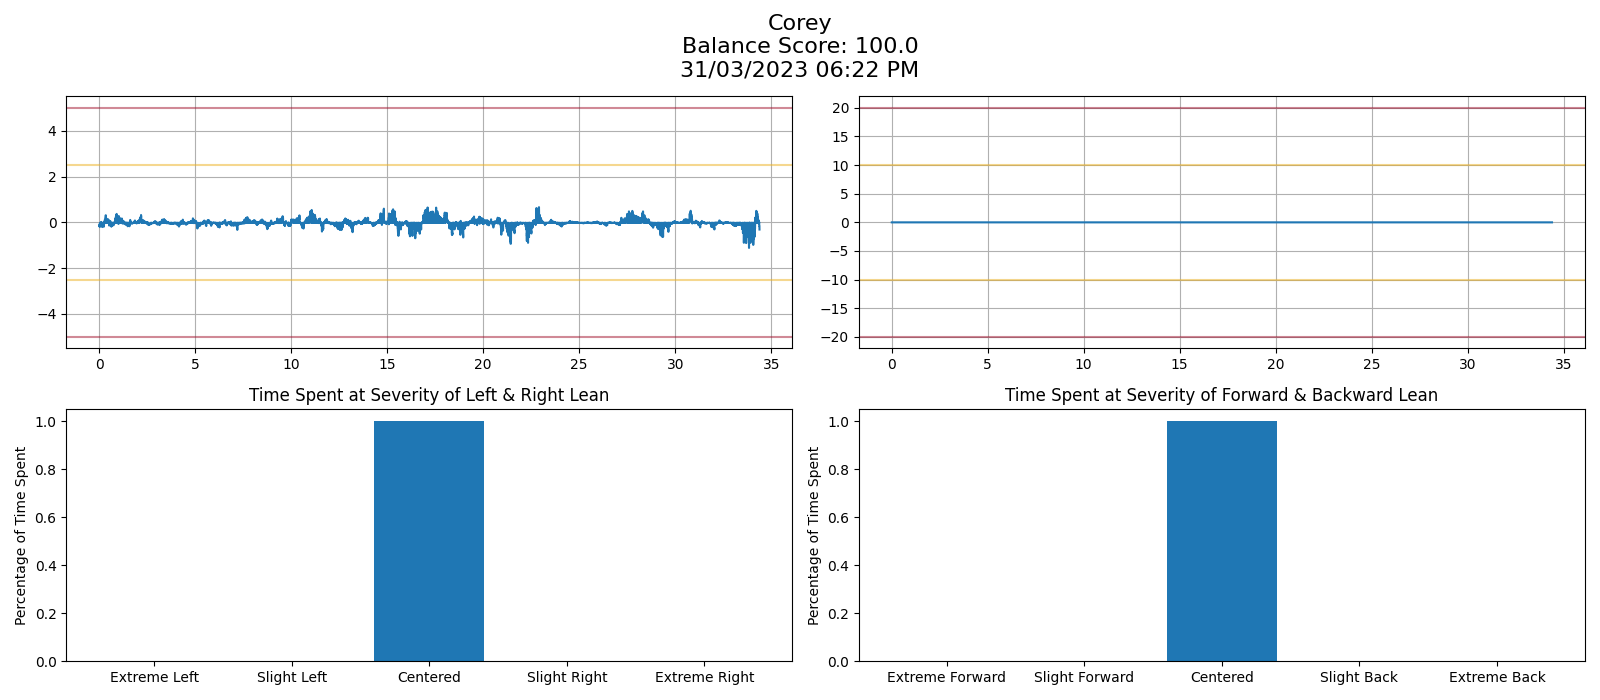 Corey
Balance Score: 100.0
31/03/2023 06:22 PM
4
2
0
−2
−4
0 5 10 15 20 25 30 35
20
15
10
5
0
−5
−10
−15
−20
0 5 10 15 20 25 30 35
Time Spent at Severity of Left & Right Lean
Percentage of Time Spent
1.0
0.8
0.6
0.4
0.2
0.0
Extreme Left Slight Left Centered Slight Right Extreme Right
Time Spent at Severity of Forward & Backward Lean
Percentage of Time Spent
1.0
0.8
0.6
0.4
0.2
0.0
Extreme Forward Slight Forward Centered Slight Back Extreme Back